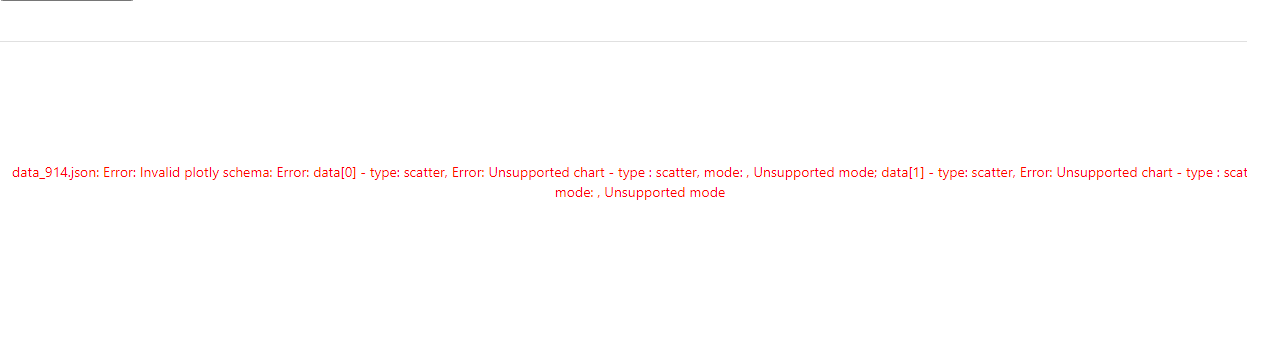 data_914.json: Error: Invalid plotly schema: Error: data[0] - type: scatter, Error: Unsupported chart - type : scatter, mode: , Unsupported mode; data[1] - type: scatter, Error: Unsupported chart - type : scat
mode: , Unsupported mode